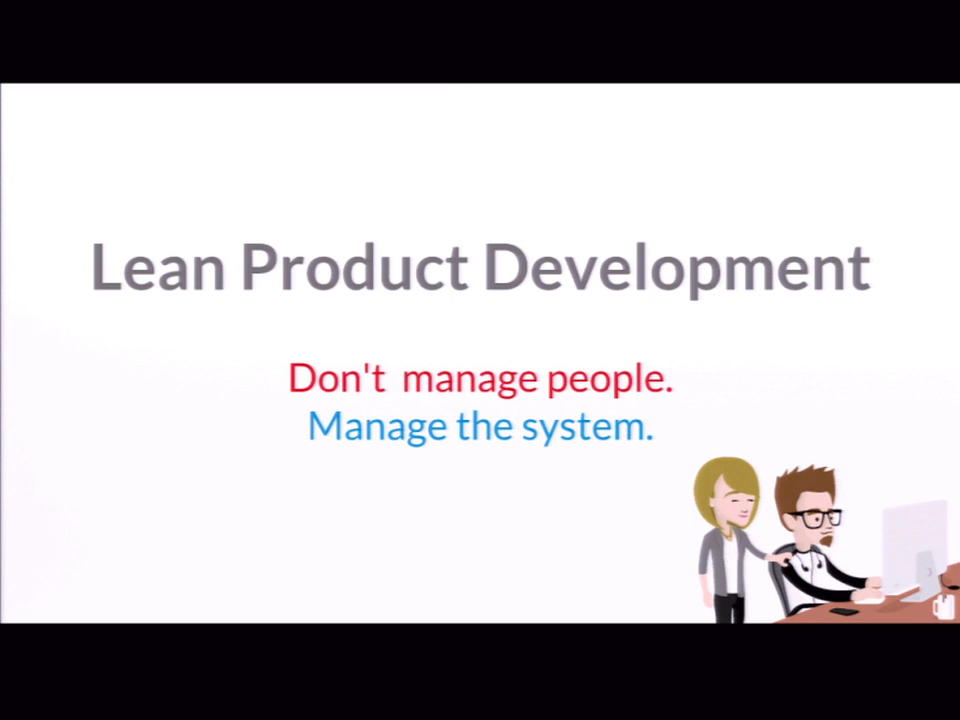 Lean Product Development
Don't manage people.
Manage the system.